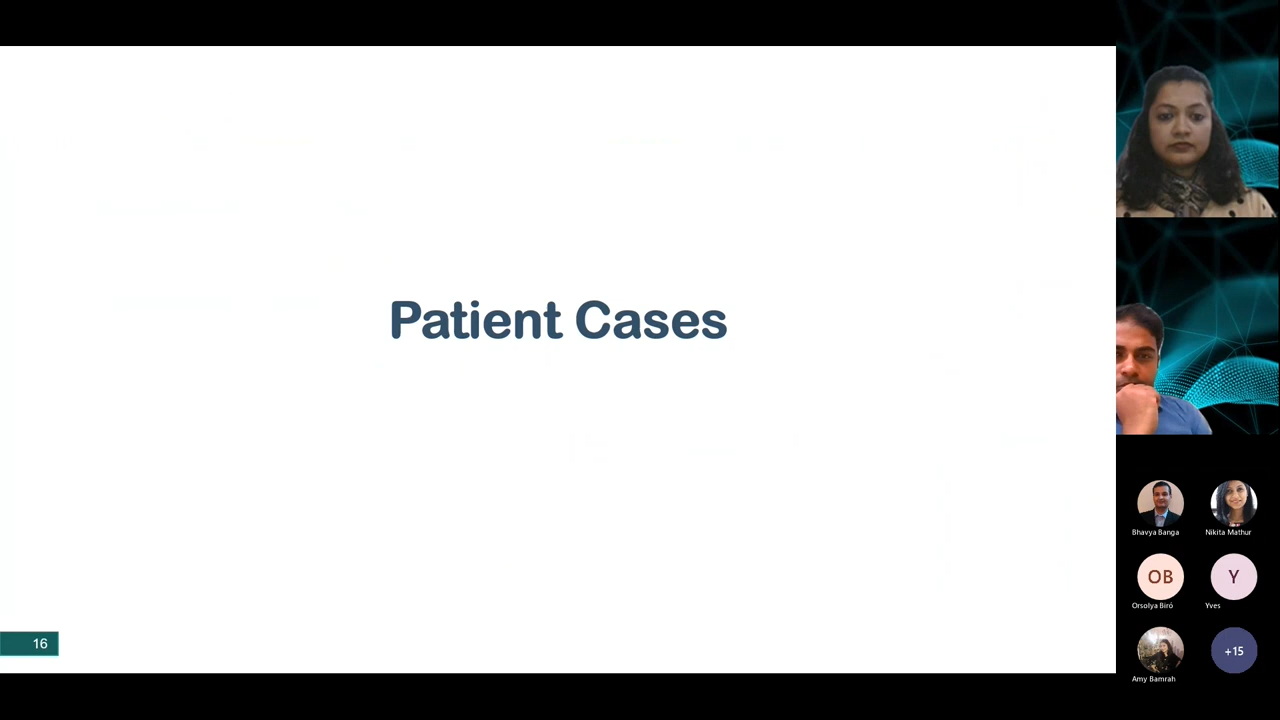 Patient Cases
16
Bhavya Banga
Nikita Mathur
OB
Y
Orsolya Biró
Yves
+15
Amy Bamrah